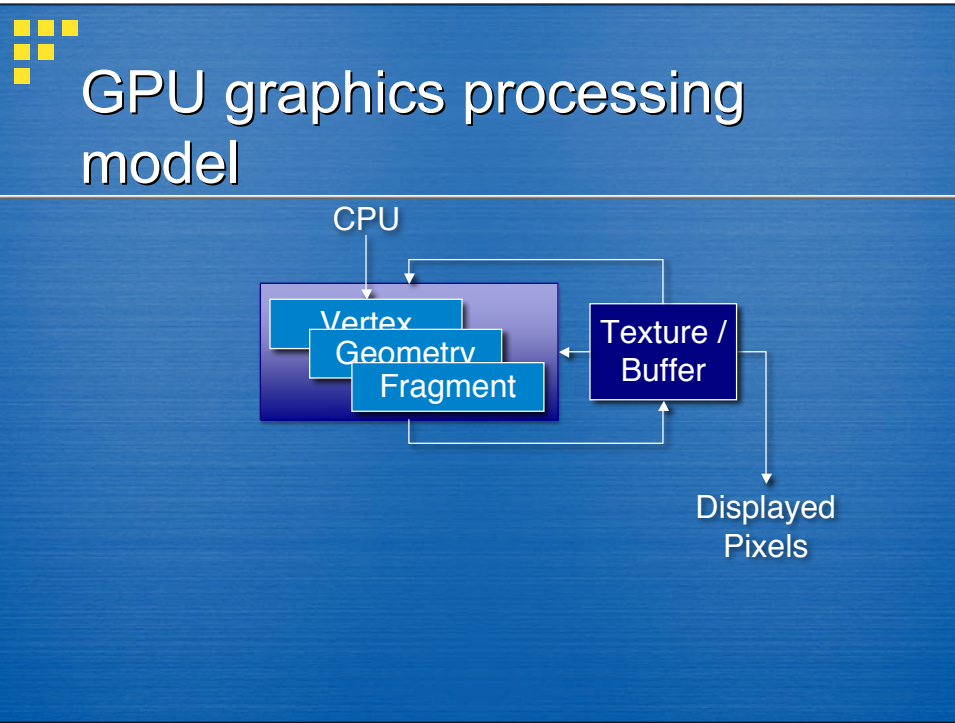 GPU graphics processing
model
CPU
Vertex
Geometry
Fragment
Texture /
Buffer
Displayed
Pixels